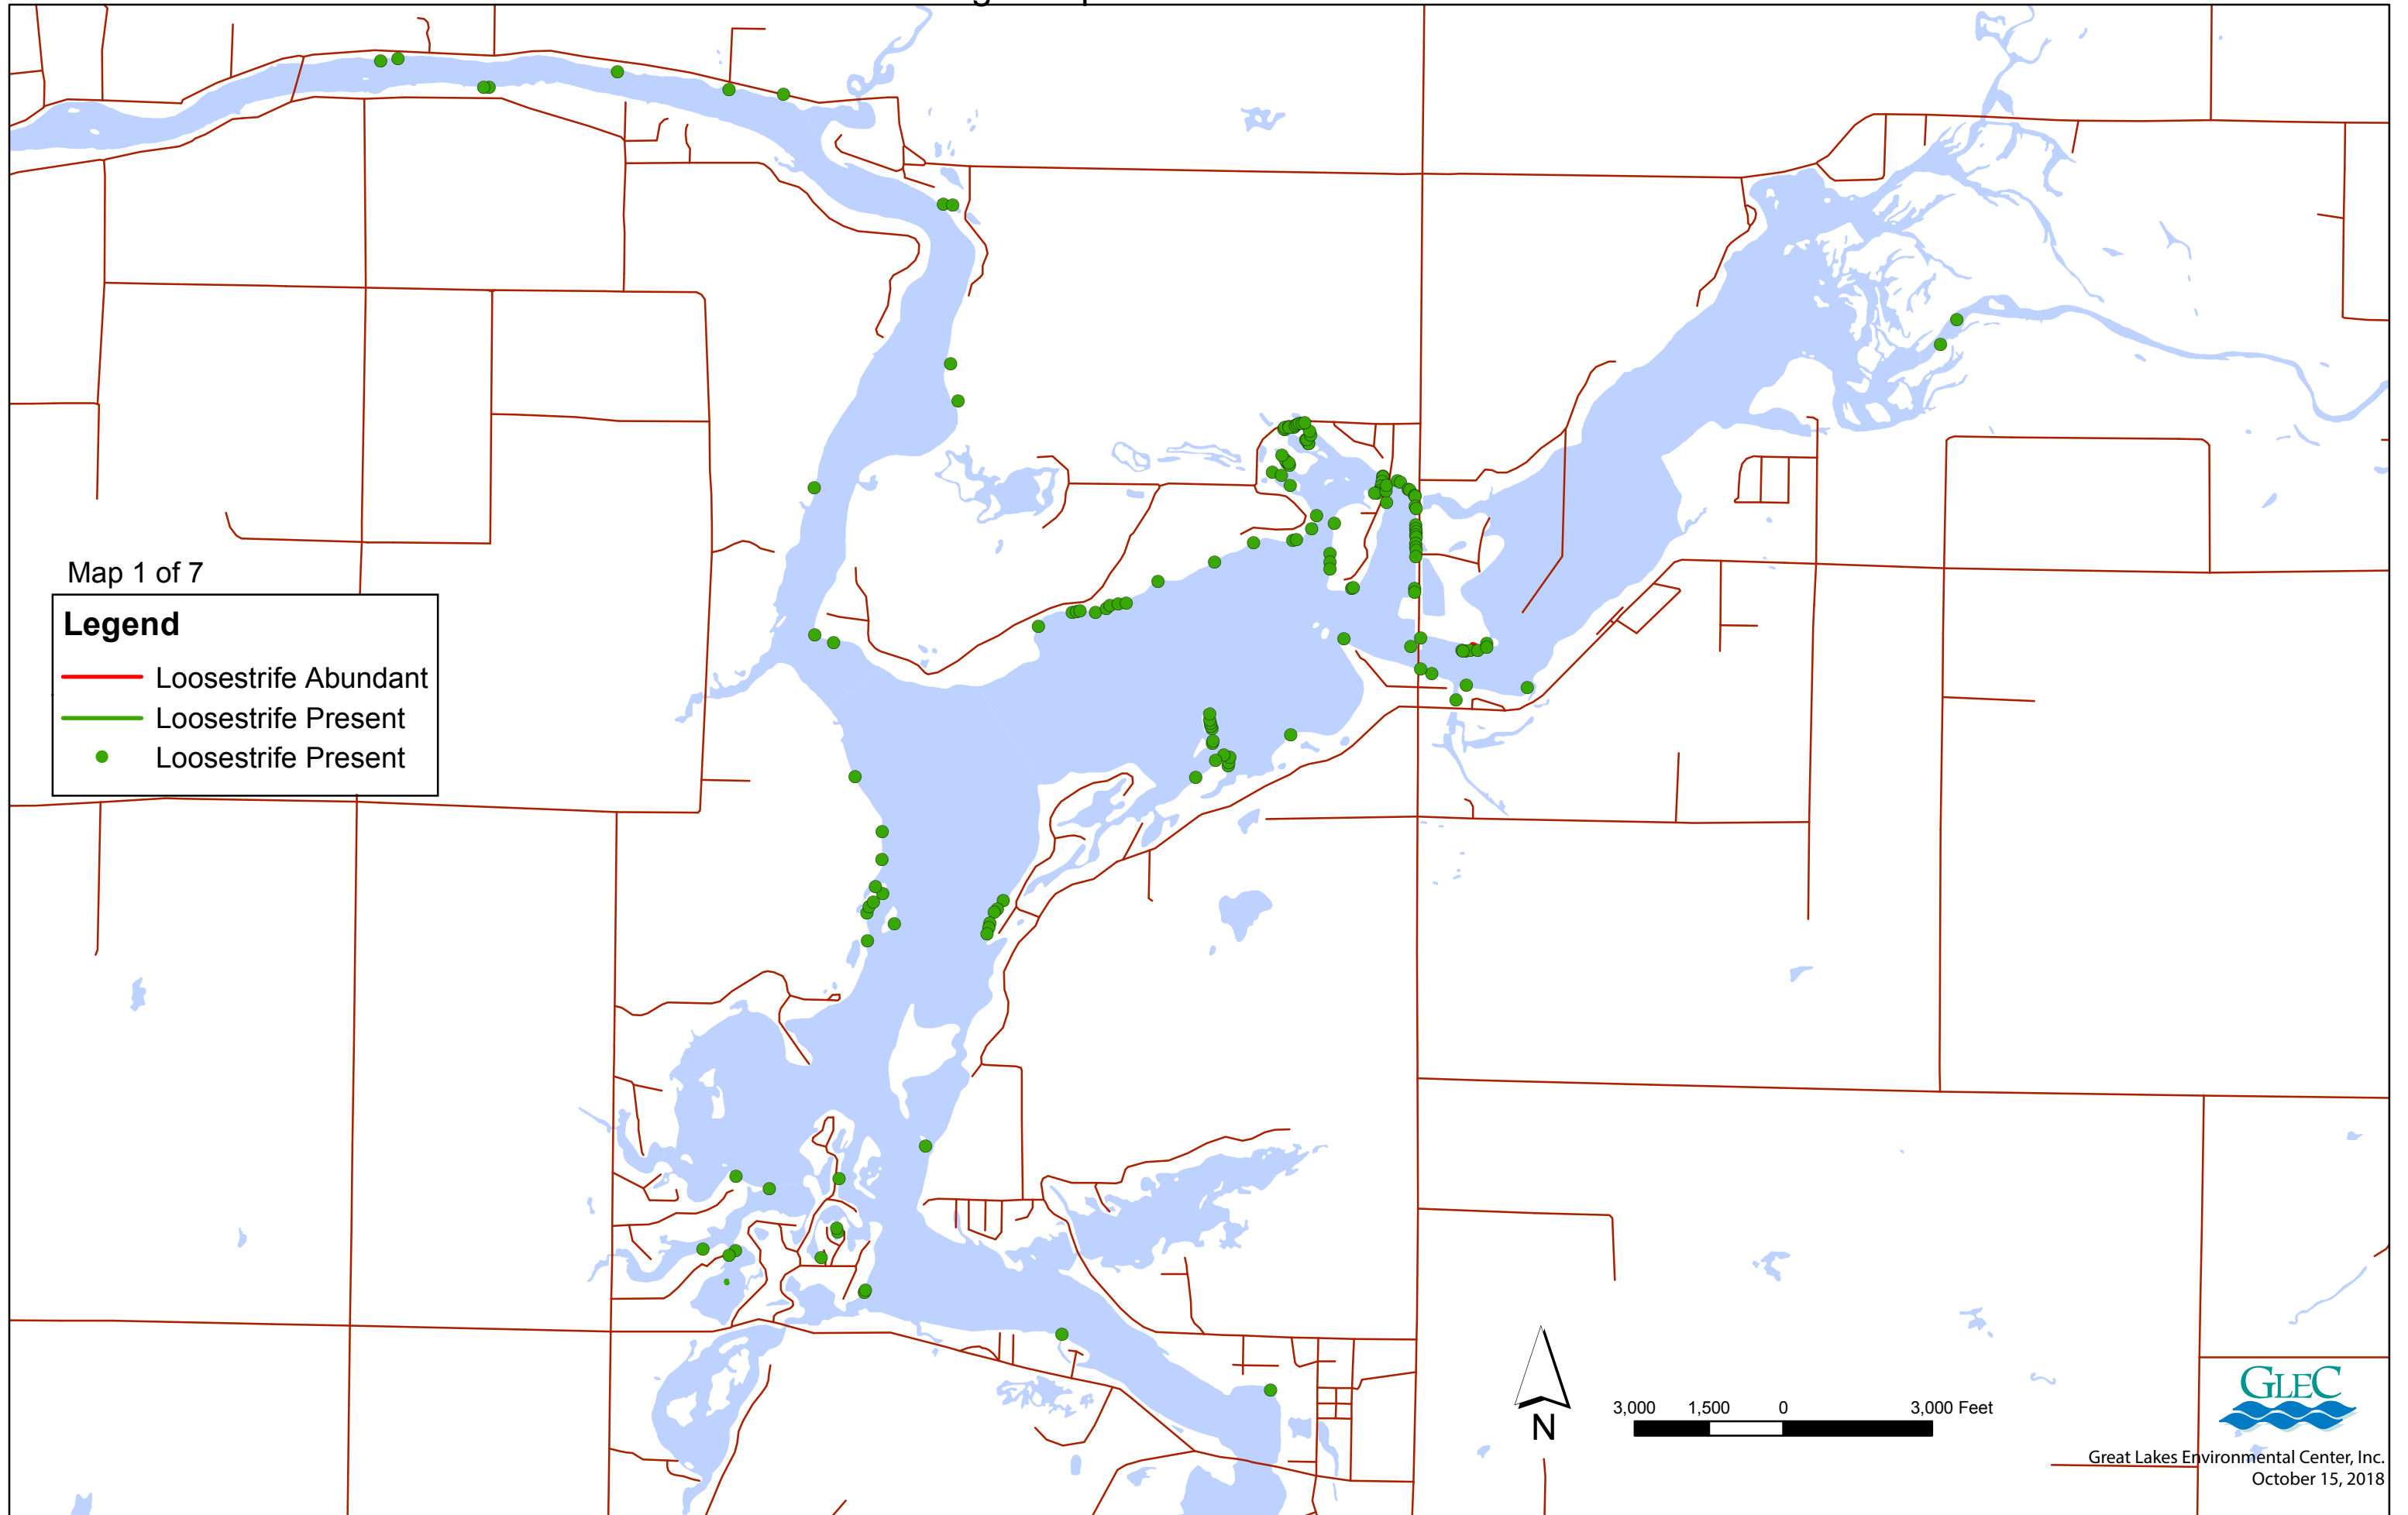 Map 1 of 7
Legend
Loosestrife Abundant
Loosestrife Present
Loosestrife Present
N
3,000 1,500 0 3,000 Feet
GLEC
Great Lakes Environmental Center, Inc.
October 15, 2018